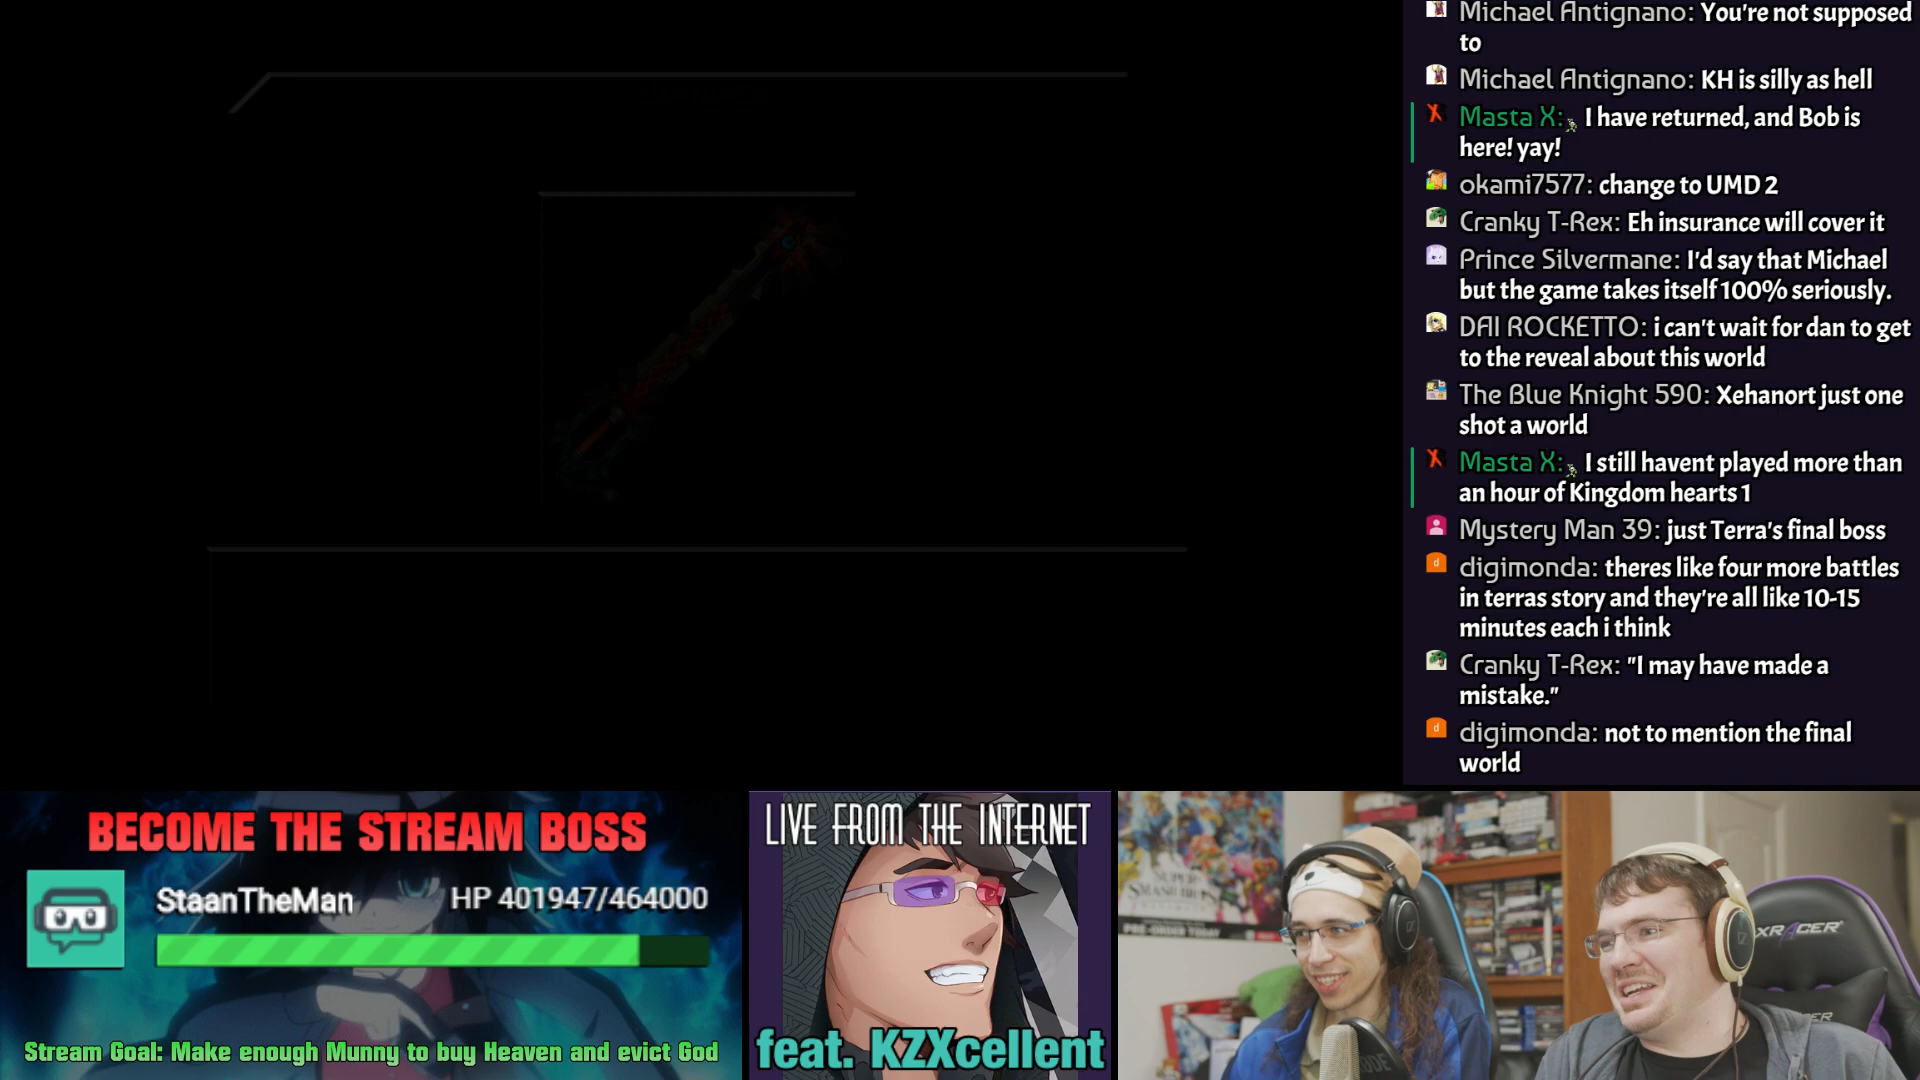 Michael Antignano: You're not supposed
to
Michael Antignano: KH is silly as hell
Masta X: I have returned, and Bob is
here! yay!
okami7577: change to UMD 2
Cranky T-Rex: Eh insurance will cover it
Prince Silvermane: I'd say that Michael
but the game takes itself 100% seriously.
DAI ROCKETTO: i can't wait for dan to get
to the reveal about this world
The Blue Knight 590: Xehanort just one
shot a world
Masta X: I still havent played more than
an hour of Kingdom hearts 1
Mystery Man 39: just Terra's final boss
d
digimonda: theres like four more battles
in terras story and they're all like 10-15
minutes each i think
Cranky T-Rex: "I may have made a
mistake."
d
digimonda: not to mention the final
world
BECOME THE STREAM BOSS
StaanTheMan HP 401947/464000
Stream Goal: Make enough Munny to buy Heaven and evict God
LIVE FROM THE INTERNET
feat. KZXcellent
SUPER
SMASH BROS
PRE-ORDER TODAY
XRACER